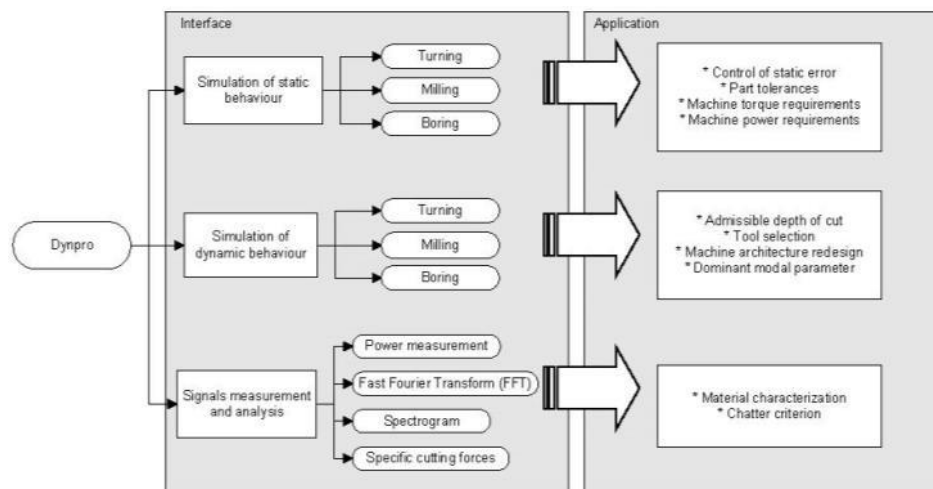 Interface
Application
Dynpro
Simulation of static
behaviour
Turning
Milling
Boring
* Control of static error
* Part tolerances
* Machine torque requirements
* Machine power requirements
Simulation of
dynamic behaviour
Turning
Milling
Boring
* Admissible depth of cut
* Tool selection
* Machine architecture redesign
* Dominant modal parameter
Signals measurement
and analysis
Power measurement
Fast Fourier Transform (FFT)
Spectrogram
Specific cutting forces
* Material characterization
* Chatter criterion